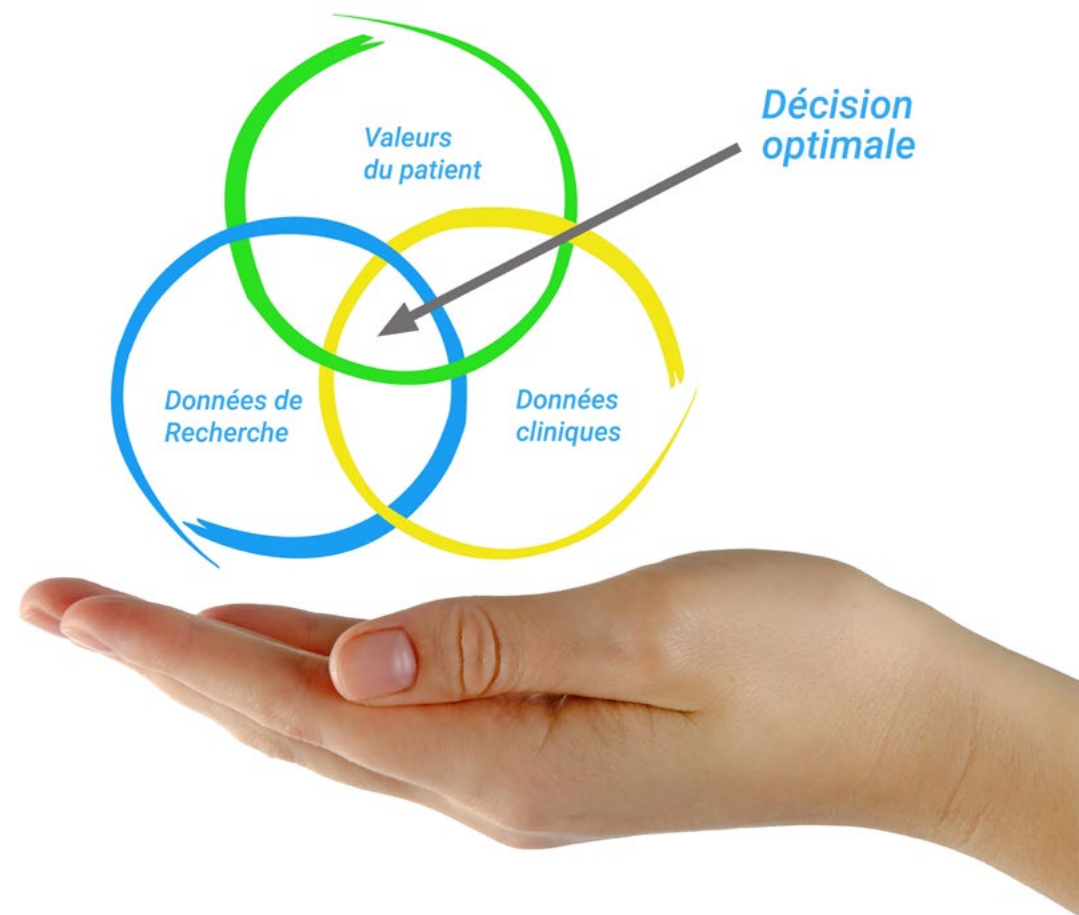 Valeurs
du patient
Décision
optimale
Données de
Recherche
Données
cliniques